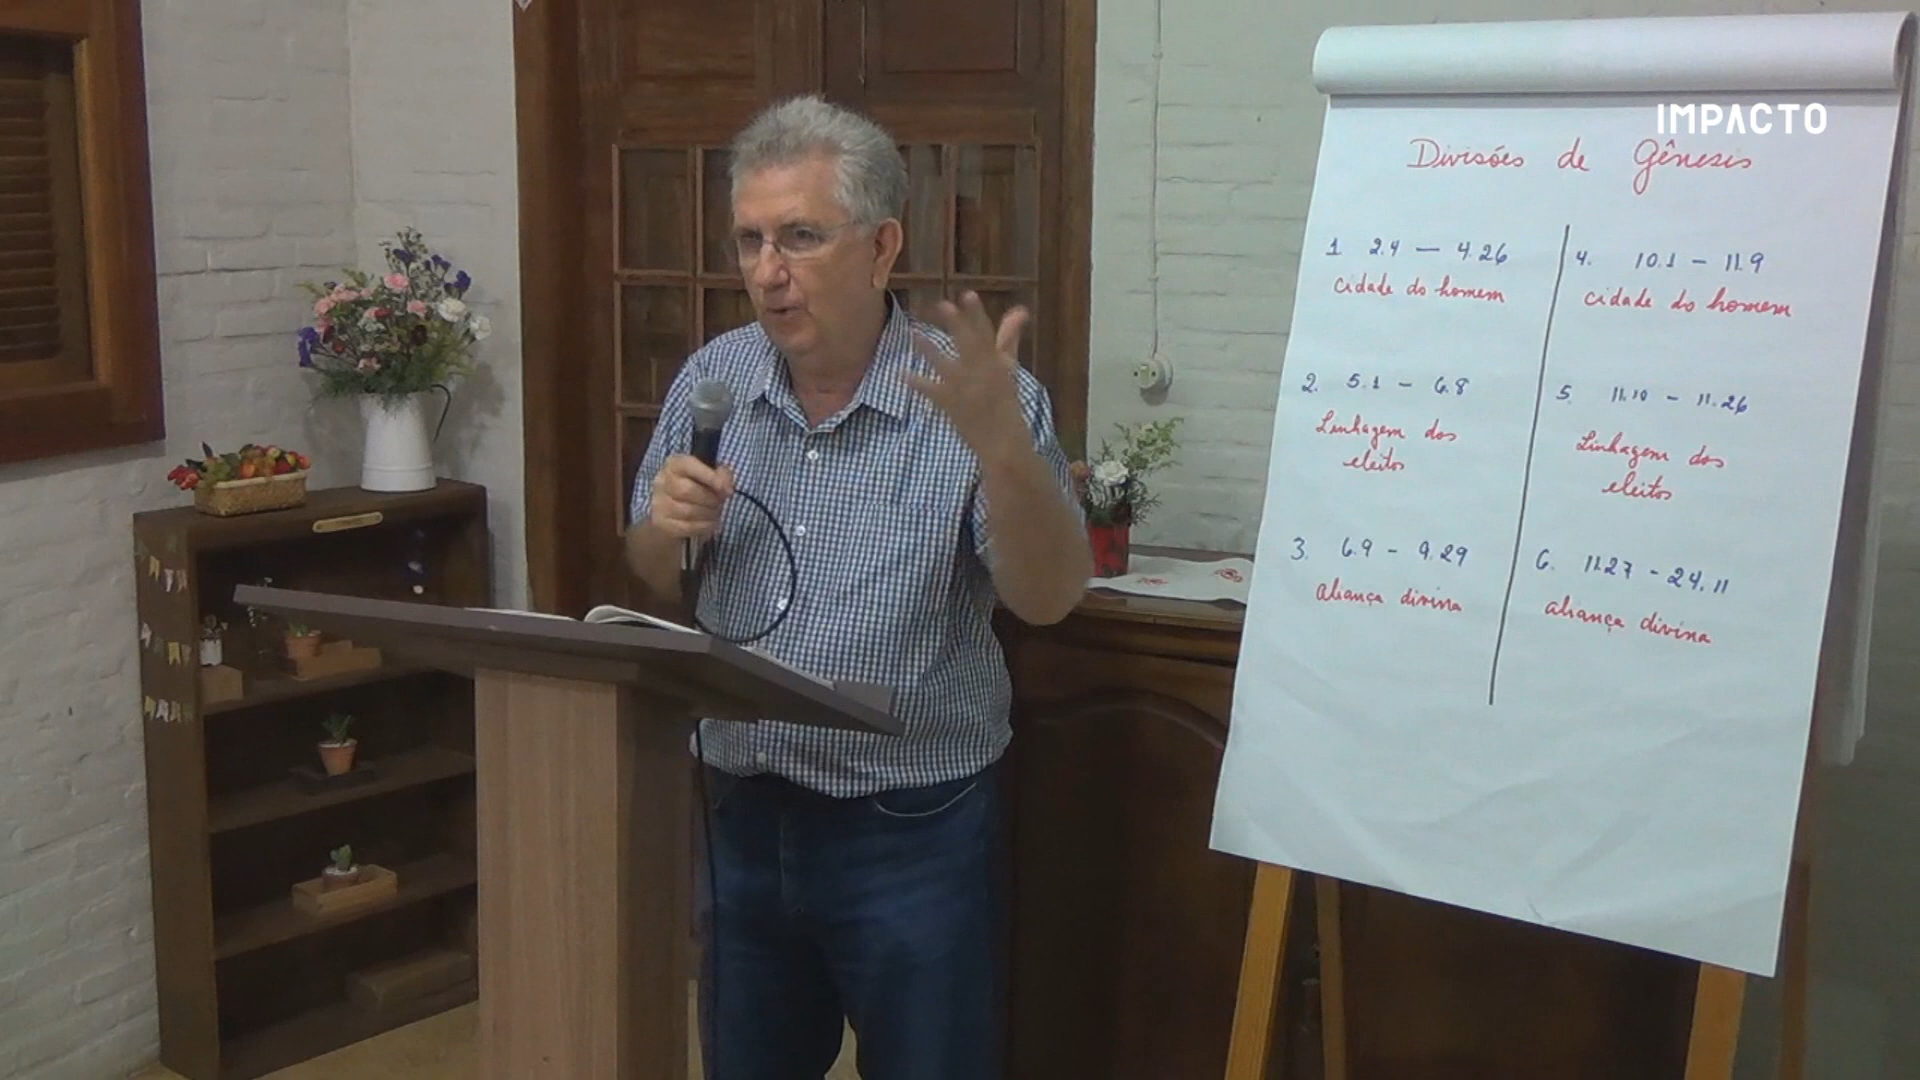 IMPACTO
Divisões de Gênesis
1 2.4 — 4.26
cidade do homem
2. 5.1 - 6.8
Linhagem dos
eleitos
3. 6.9 - 9.29
aliança divina
4. 10.1 - 11.9
cidade do homem
5. 11.10 - 11.26
Linhagem dos
eleitos
6. 11.27 - 24.11
aliança divina